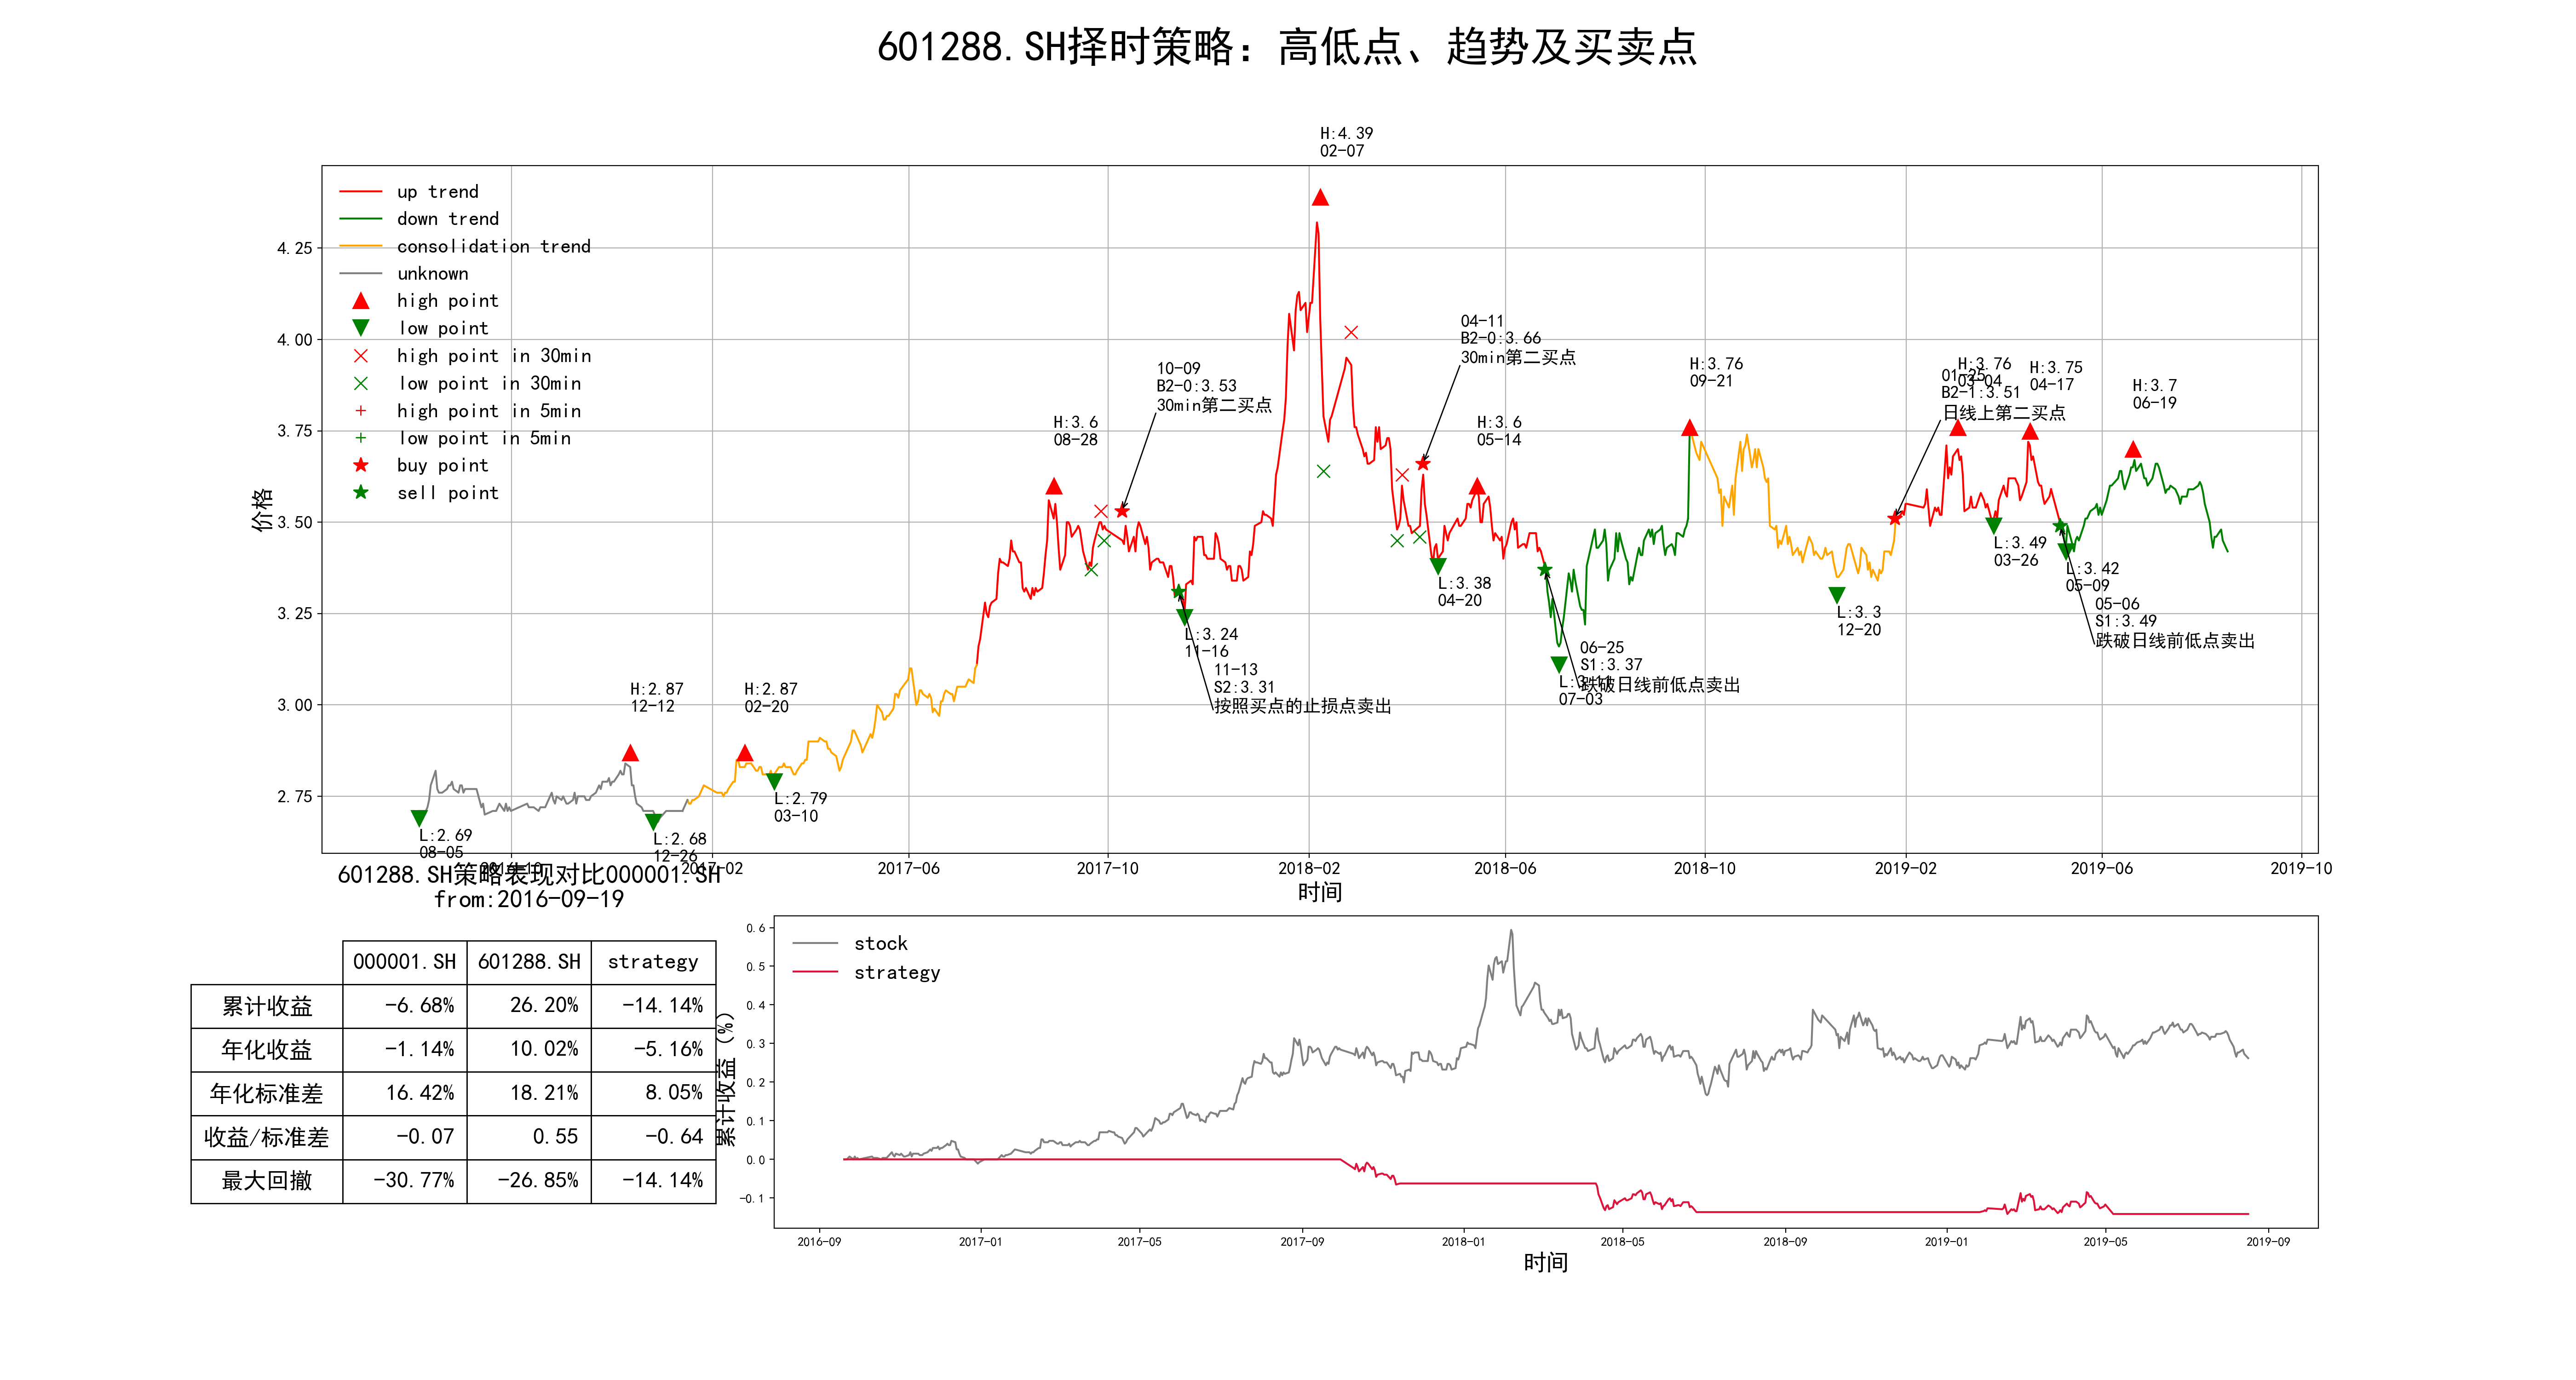 601288.SH择时策略：高低点、趋势及买卖点
H:4.39
02-07
up trend
down trend
consolidation trend
unknown
high point
low point
high point in 30min
low point in 30min
high point in 5min
low point in 5min
buy point
sell point
价格
4.25
4.00
3.75
3.50
3.25
3.00
2.75
L:2.69
08-05
H:2.87
12-12
L:2.68
12-26
H:2.87
02-20
L:2.79
03-10
H:3.6
08-28
10-09
B2-0:3.53
30min第二买点
L:3.24
11-16
11-13
S2:3.31
按照买点的止损点卖出
04-11
B2-0:3.66
30min第二买点
L:3.38
04-20
H:3.6
05-14
06-25
S1:3.37
跌破日线前低点卖出
L:3.11
07-03
H:3.76
09-21
L:3.3
12-20
01-25
B2-1:3.51
日线上第二买点
H:3.76
03-04
L:3.49
03-26
H:3.75
04-17
05-06
S1:3.49
跌破日线前低点卖出
L:3.42
05-09
H:3.7
06-19
2016-10
2017-02
2017-06
2017-10
2018-02
2018-06
2018-10
2019-02
2019-06
2019-10
时间
601288.SH策略表现对比000001.SH
from:2016-09-19
000001.SH 601288.SH strategy
累计收益 -6.68% 26.20% -14.14%
年化收益 -1.14% 10.02% -5.16%
年化标准差 16.42% 18.21% 8.05%
收益/标准差 -0.07 0.55 -0.64
最大回撤 -30.77% -26.85% -14.14%
stock
strategy
累计收益（%）
0.6
0.5
0.4
0.3
0.2
0.1
0.0
-0.1
2016-09
2017-01
2017-05
2017-09
2018-01
2018-05
2018-09
2019-01
2019-05
2019-09
时间